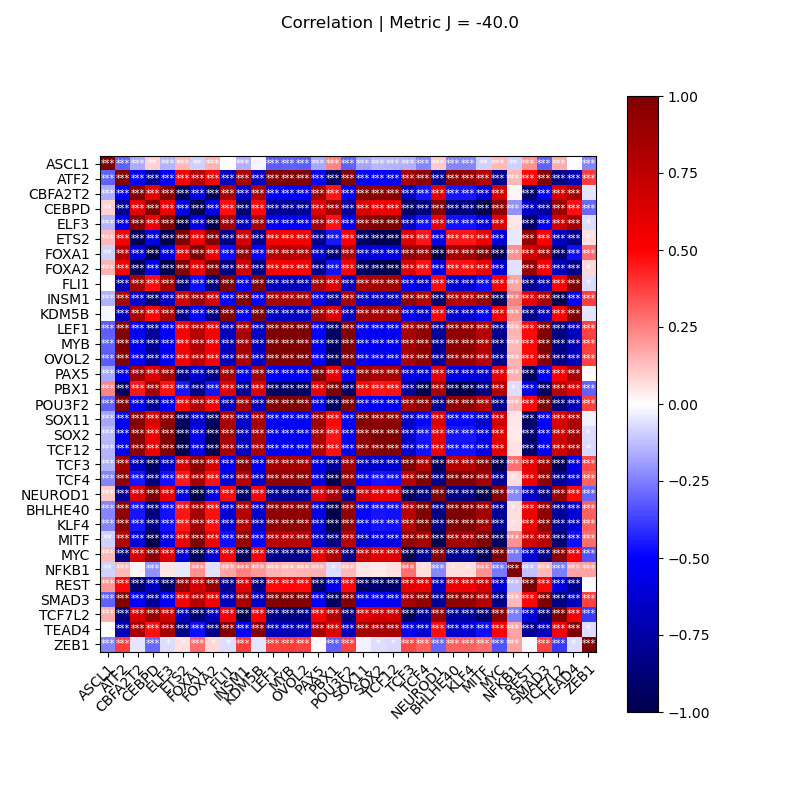 Correlation | Metric J = -40.0
ASCL1
ATF2
CBFA2T2
CEBPD
ELF3
ETS2
FOXA1
FOXA2
FLI1
INSM1
KDM5B
LEF1
MYB
OVOL2
PAX5
PBX1
POU3F2
SOX11
SOX2
TCF12
TCF3
TCF4
NEUROD1
BHLHE40
KLF4
MITF
MYC
NFKB1
REST
SMAD3
TCF7L2
TEAD4
ZEB1
ASCL1
ATF2
CBFA2T2
CEBPD
ELF3
ETS2
FOXA1
FOXA2
FLI1
INSM1
KDM5B
LEF1
MYB
OVOL2
PAX5
PBX1
POU3F2
SOX11
SOX2
TCF12
TCF3
TCF4
NEUROD1
BHLHE40
KLF4
MITF
MYC
NFKB1
REST
SMAD3
TCF7L2
TEAD4
ZEB1
1.00
0.75
0.50
0.25
0.00
−0.25
−0.50
−0.75
−1.00